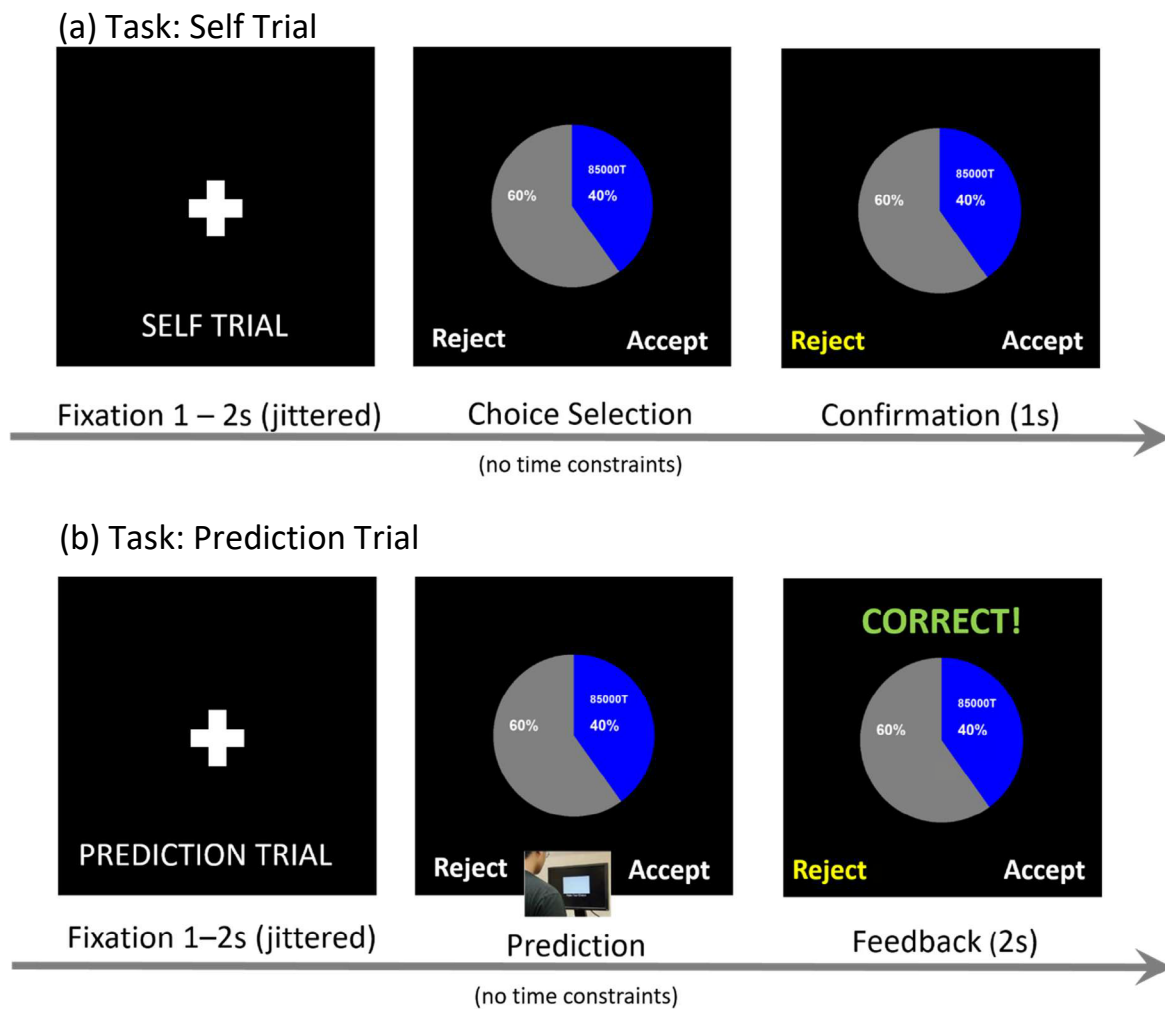 (a) Task: Self Trial
SELF TRIAL
85000T
60% 40%
Reject Accept
85000T
60% 40%
Reject Accept
Fixation 1 – 2s (jittered) Choice Selection Confirmation (1s)
(no time constraints)
(b) Task: Prediction Trial
PREDICTION TRIAL
85000T
60% 40%
Reject Accept
CORRECT!
85000T
60% 40%
Reject Accept
Fixation 1–2s (jittered) Prediction Feedback (2s)
(no time constraints)